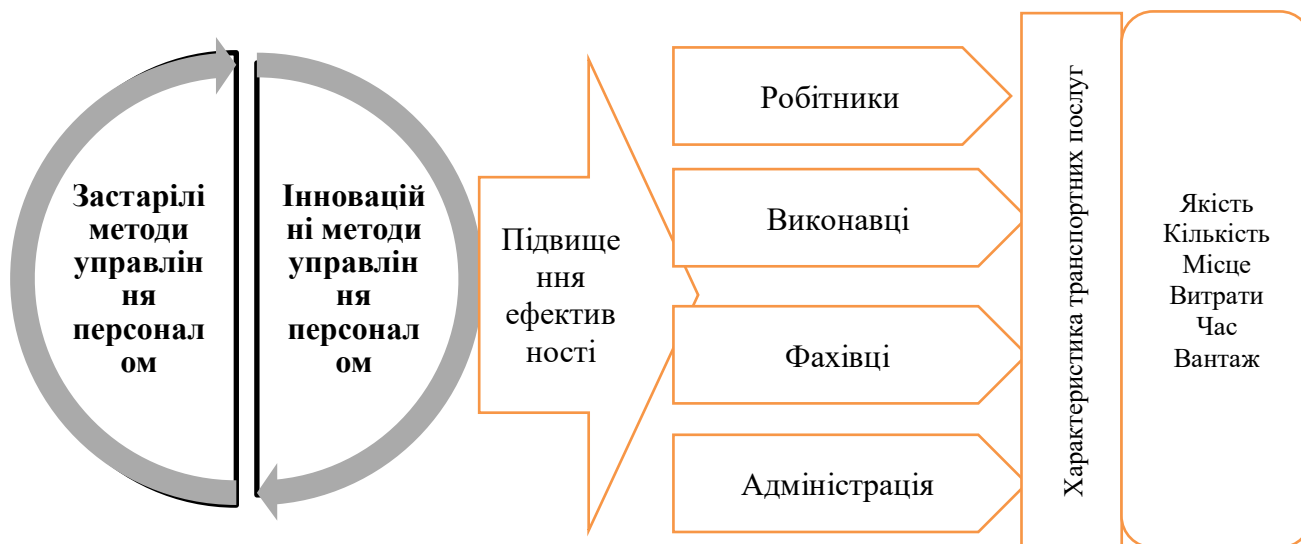 Застарілі
методи
управлін
ня
персонал
ом
Інновацій
ні методи
управлін
ня
персонал
ом
Підвище
ння
ефектив
ності
Робітники
Виконавці
Фахівці
Адміністрація
Характеристика транспортних послуг
Якість
Кількість
Місце
Витрати
Час
Вантаж